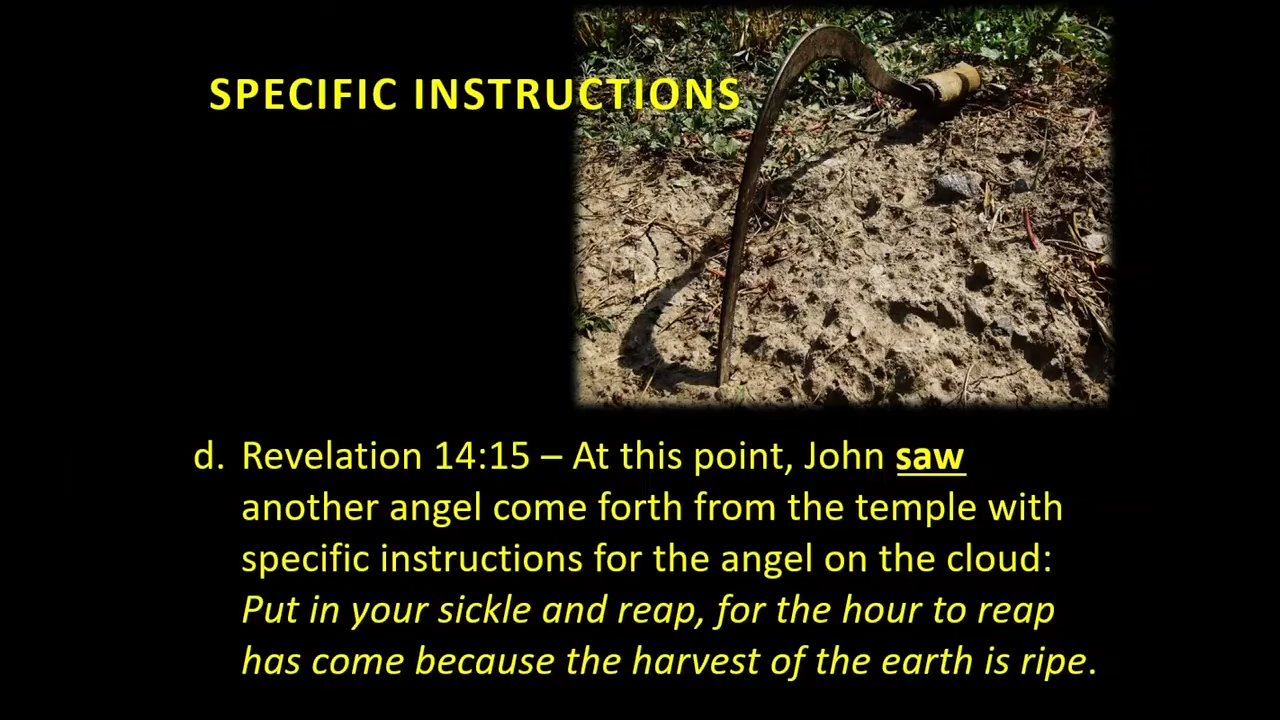 SPECIFIC INSTRUCTIONS
d. Revelation 14:15 – At this point, John saw
another angel come forth from the temple with
specific instructions for the angel on the cloud:
Put in your sickle and reap, for the hour to reap
has come because the harvest of the earth is ripe.